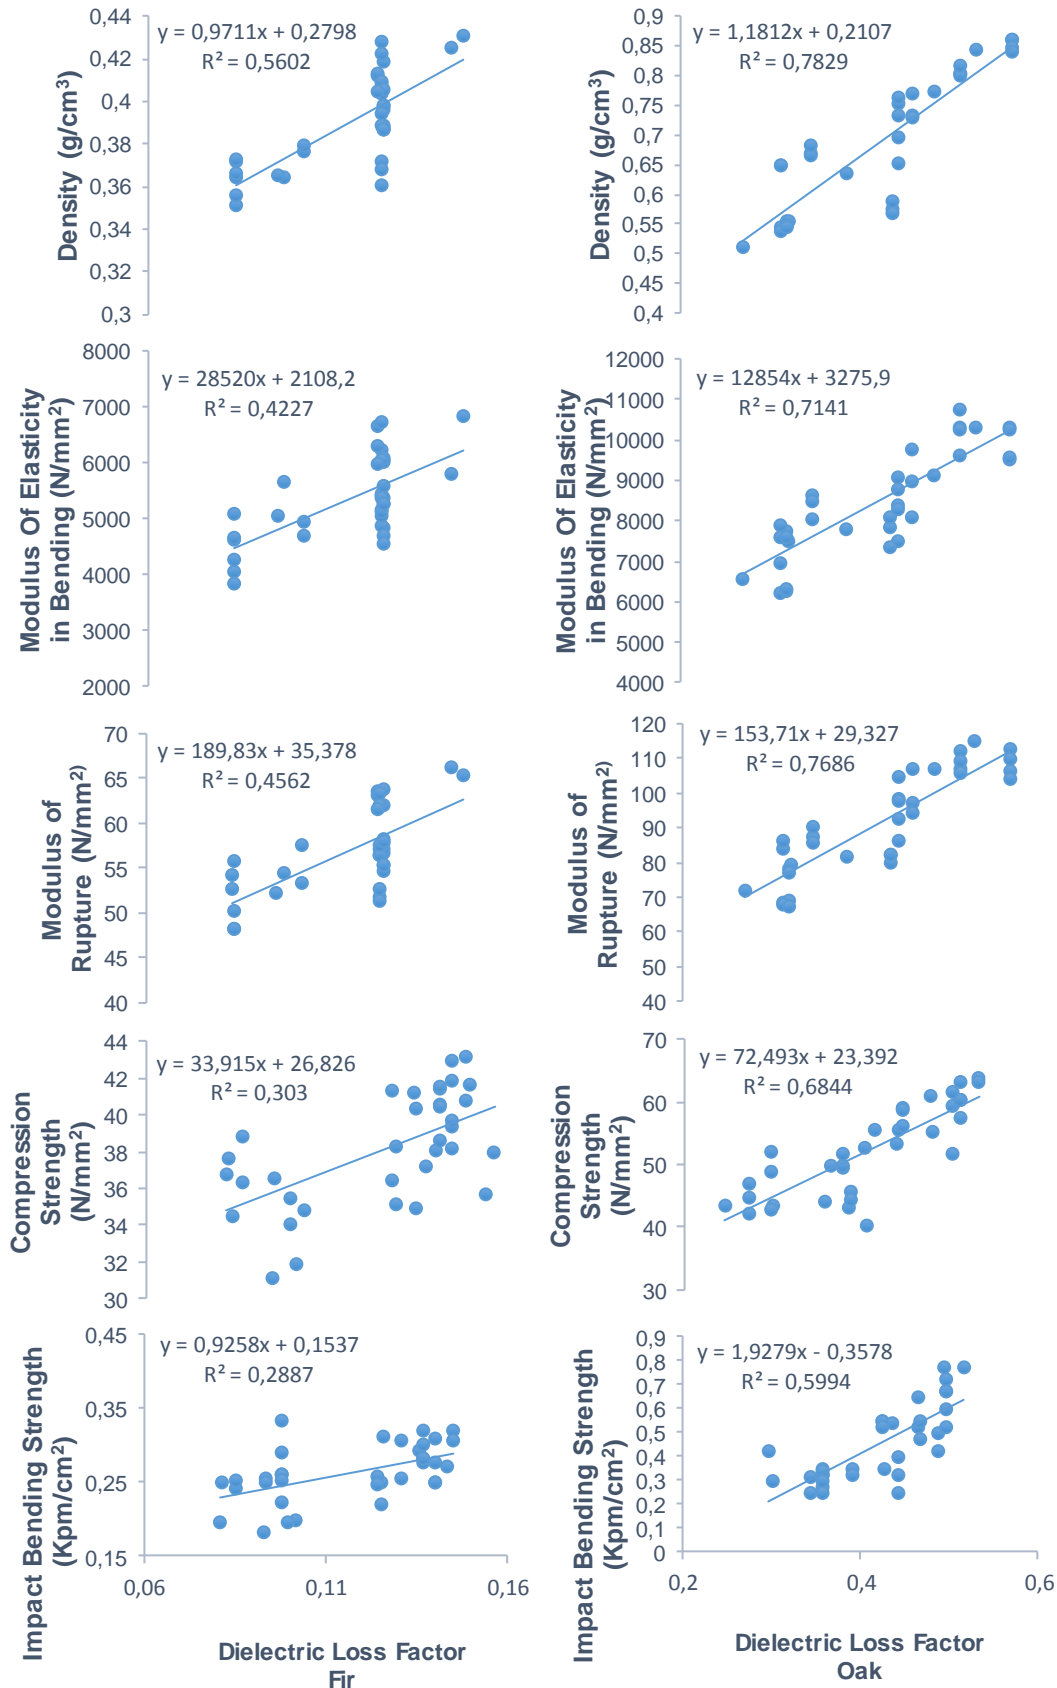 y = 0,9711x + 0,2798
R² = 0,5602
Density (g/cm³)
0,44
0,42
0,4
0,38
0,36
0,34
0,32
0,3
y = 1,1812x + 0,2107
R² = 0,7829
Density (g/cm³)
0,9
0,85
0,8
0,75
0,7
0,65
0,6
0,55
0,5
0,45
0,4
y = 28520x + 2108,2
R² = 0,4227
Modulus Of Elasticity
in Bending (N/mm²)
8000
7000
6000
5000
4000
3000
2000
y = 12854x + 3275,9
R² = 0,7141
Modulus Of Elasticity
in Bending (N/mm²)
12000
11000
10000
9000
8000
7000
6000
5000
4000
y = 189,83x + 35,378
R² = 0,4562
Modulus of
Rupture (N/mm²)
70
65
60
55
50
45
40
y = 153,71x + 29,327
R² = 0,7686
Modulus of
Rupture (N/mm²)
120
110
100
90
80
70
60
50
40
y = 33,915x + 26,826
R² = 0,303
Compression
Strength
(N/mm²)
44
42
40
38
36
34
32
30
y = 72,493x + 23,392
R² = 0,6844
Compression
Strength
(N/mm²)
70
60
50
40
30
y = 0,9258x + 0,1537
R² = 0,2887
Impact Bending Strength
(Kpm/cm²)
0,45
0,35
0,25
0,15
0,06
0,11
0,16
Dielectric Loss Factor
Fir
y = 1,9279x - 0,3578
R² = 0,5994
Impact Bending Strength
(Kpm/cm²)
0,9
0,8
0,7
0,6
0,5
0,4
0,3
0,2
0,1
0
0,2
0,4
0,6
Dielectric Loss Factor
Oak